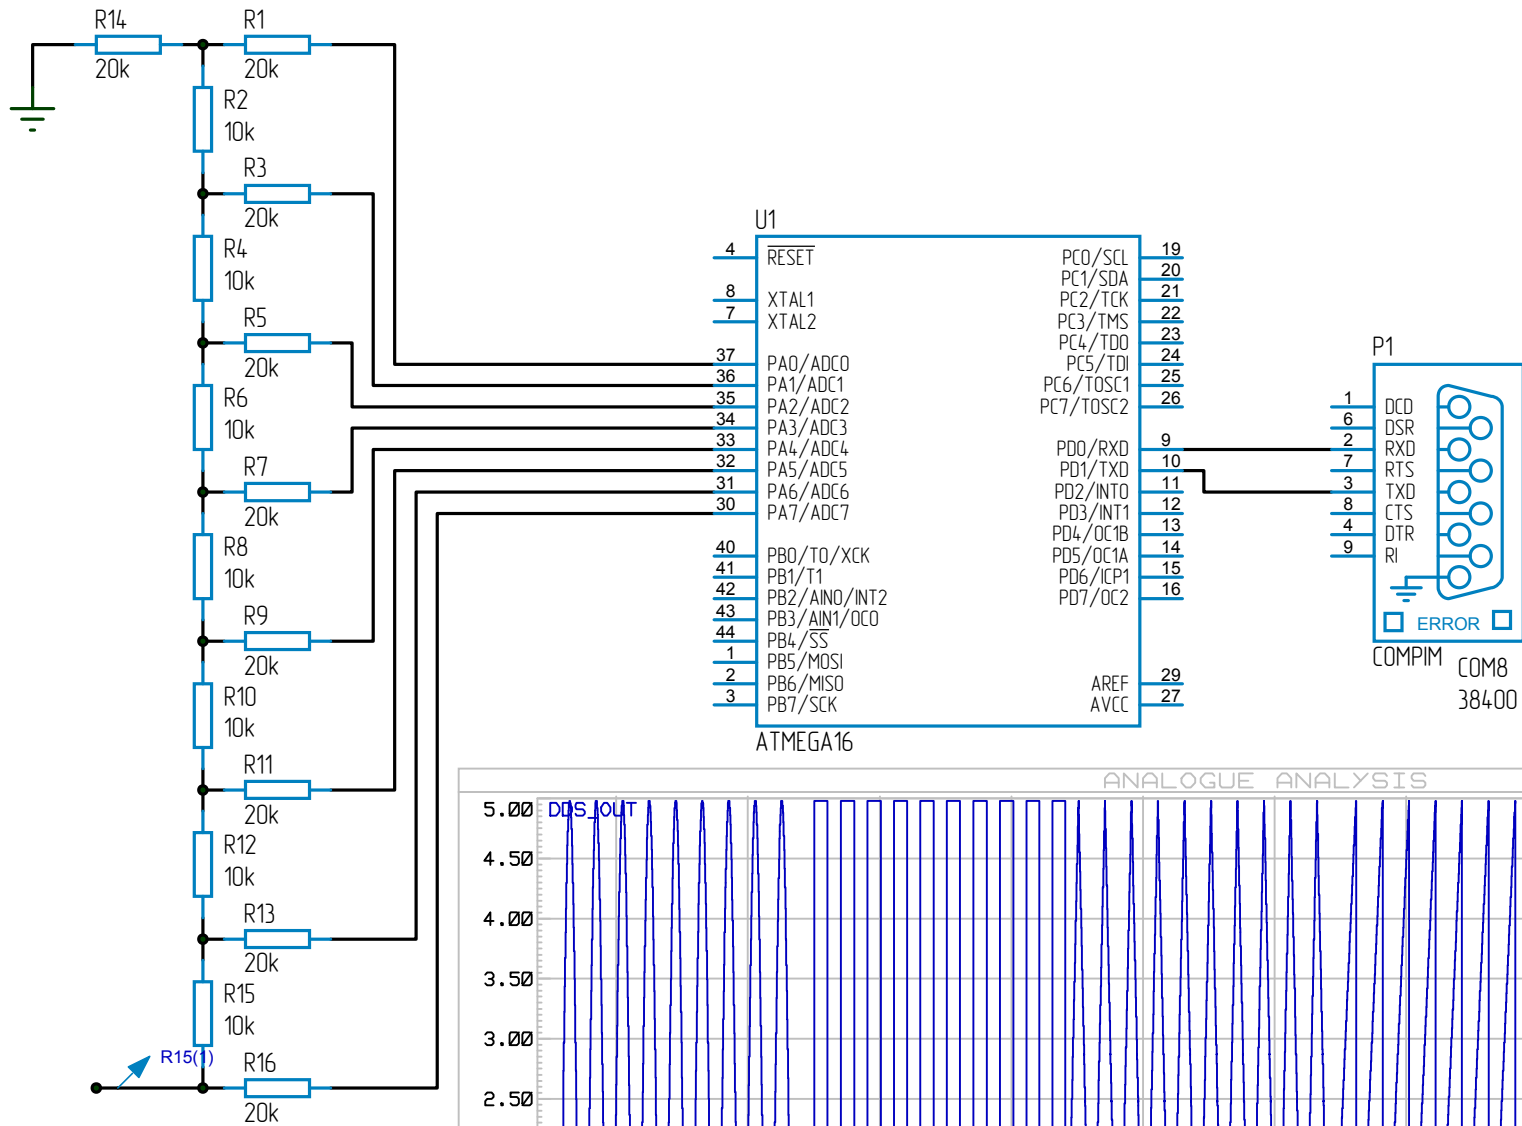 R14
20k
R1
20k
R2
10k
R3
20k
R4
10k
R5
20k
R6
10k
R7
20k
R8
10k
R9
20k
R10
10k
R11
20k
R12
10k
R13
20k
R15
10k
R15(1)
R16
20k
U1
4 RESET
8 XTAL1
7 XTAL2
37 PA0/ADC0
36 PA1/ADC1
35 PA2/ADC2
34 PA3/ADC3
33 PA4/ADC4
32 PA5/ADC5
31 PA6/ADC6
30 PA7/ADC7
40 PB0/T0/XCK
41 PB1/T1
42 PB2/AIN0/INT2
43 PB3/AIN1/OC0
44 PB4/SS
1 PB5/MOSI
2 PB6/MISO
3 PB7/SCK
PC0/SCL 19
PC1/SDA 20
PC2/TCK 21
PC3/TMS 22
PC4/TDO 23
PC5/TDI 24
PC6/TOSC1 25
PC7/TOSC2 26
PD0/RXD 9
PD1/TXD 10
PD2/INT0 11
PD3/INT1 12
PD4/OC1B 13
PD5/OC1A 14
PD6/ICP1 15
PD7/OC2 16
AREF 29
AVCC 27
ATMEGA16
P1
1 DCD
6 DSR
2 RXD
7 RTS
3 TXD
8 CTS
4 DTR
9 RI
ERROR
COMPIM
COM8
38400
ANALOGUE ANALYSIS
DDS_OUT
5.00
4.50
4.00
3.50
3.00
2.50